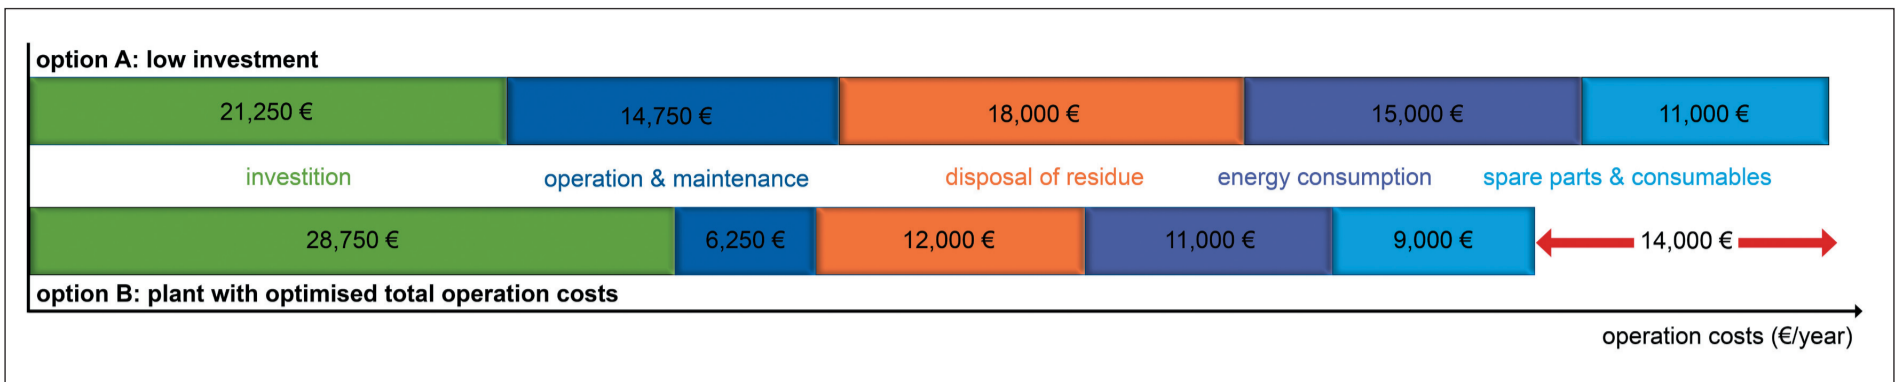 option A: low investment
21,250 € 14,750 € 18,000 € 15,000 € 11,000 €
investition operation & maintenance disposal of residue energy consumption spare parts & consumables
28,750 € 6,250 € 12,000 € 11,000 € 9,000 € 14,000 €
option B: plant with optimised total operation costs
operation costs (€/year)